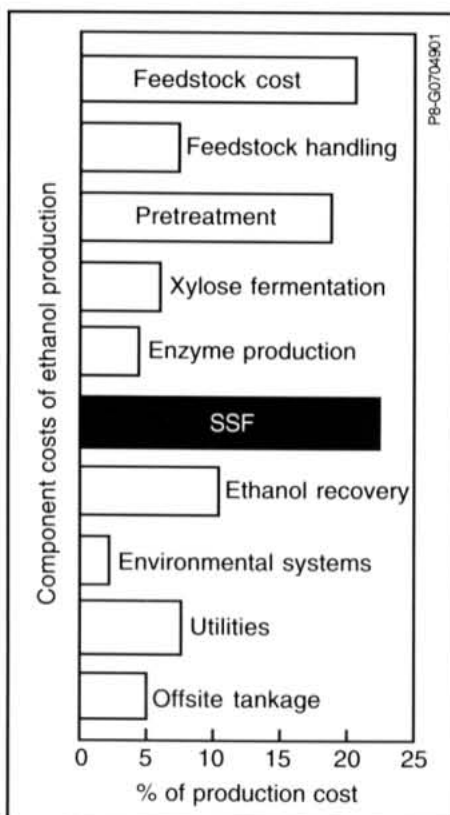 Component costs of ethanol production
Feedstock cost
Feedstock handling
Pretreatment
Xylose fermentation
Enzyme production
SSF
Ethanol recovery
Environmental systems
Utilities
Offsite tankage
0 5 10 15 20 25
% of production cost
P8-G0704901